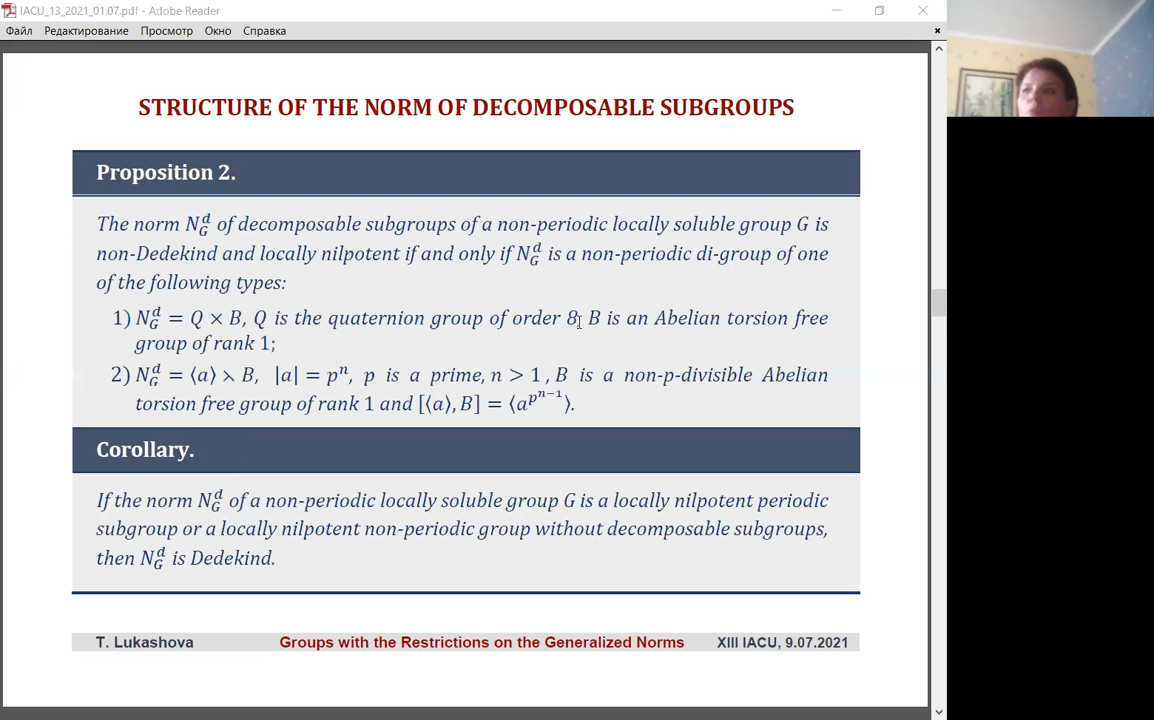 IACU_13_2021_01.07.pdf - Adobe Reader
Файл Редактирование Просмотр Окно Справка
STRUCTURE OF THE NORM OF DECOMPOSABLE SUBGROUPS
Proposition 2.
The norm N_G^d of decomposable subgroups of a non-periodic locally soluble group G is
non-Dedekind and locally nilpotent if and only if N_G^d is a non-periodic di-group of one
of the following types:
1) N_G^d = Q × B, Q is the quaternion group of order 8, B is an Abelian torsion free
group of rank 1;
2) N_G^d = ⟨a⟩ ⋋ B, |a| = p^n, p is a prime, n > 1, B is a non-p-divisible Abelian
torsion free group of rank 1 and [⟨a⟩, B] = ⟨a^{p^{n-1}}⟩.
Corollary.
If the norm N_G^d of a non-periodic locally soluble group G is a locally nilpotent periodic
subgroup or a locally nilpotent non-periodic group without decomposable subgroups,
then N_G^d is Dedekind.
T. Lukashova Groups with the Restrictions on the Generalized Norms XIII IACU, 9.07.2021